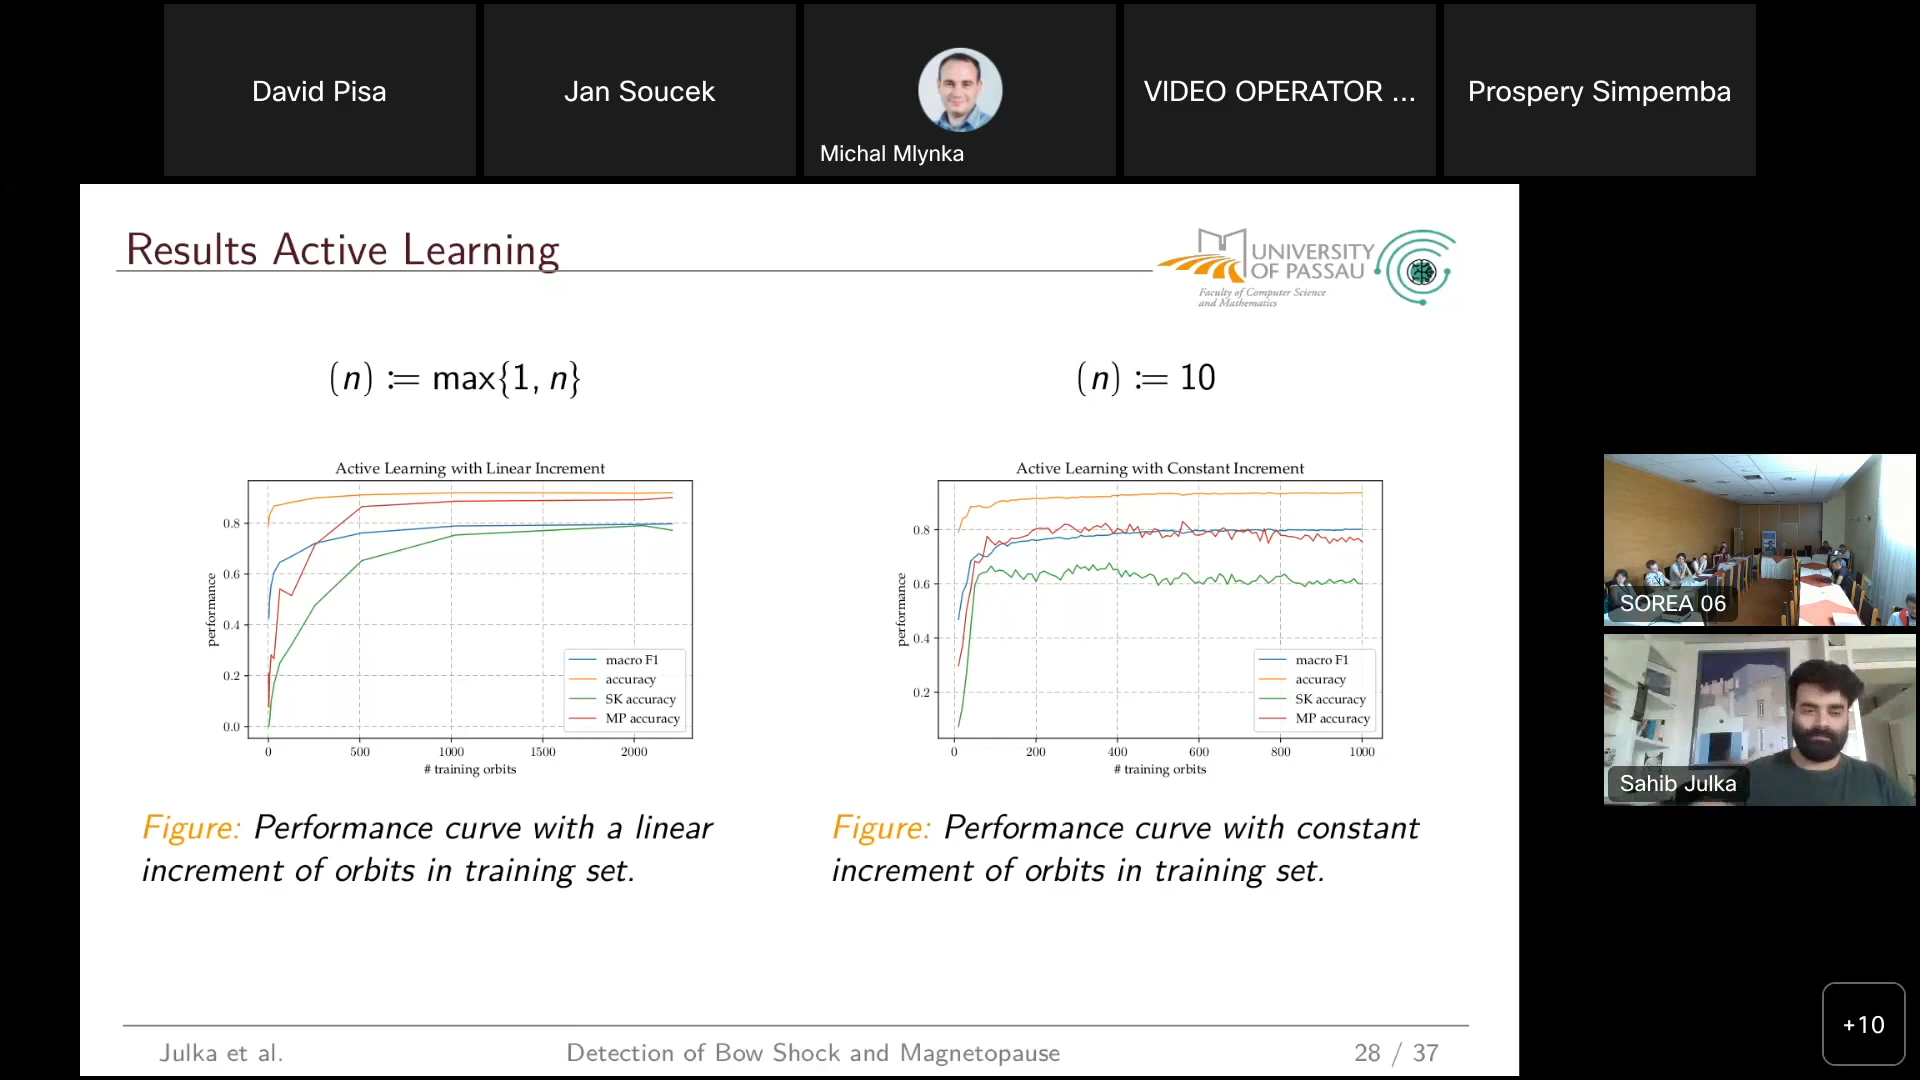 David Pisa
Jan Soucek
Michal Mlynka
VIDEO OPERATOR ...
Prospery Simpemba
Results Active Learning
UNIVERSITY
OF PASSAU
Faculty of Computer Science
and Mathematics
(n) := max{1, n}
(n) := 10
Active Learning with Linear Increment
performance
0.8
0.6
0.4
0.2
0.0
macro F1
accuracy
SK accuracy
MP accuracy
0 500 1000 1500 2000
# training orbits
Active Learning with Constant Increment
performance
0.8
0.6
0.4
0.2
macro F1
accuracy
SK accuracy
MP accuracy
0 200 400 600 800 1000
# training orbits
Figure: Performance curve with a linear
increment of orbits in training set.
Figure: Performance curve with constant
increment of orbits in training set.
Julka et al.
Detection of Bow Shock and Magnetopause
28 / 37
SOREA 06
Sahib Julka
+10